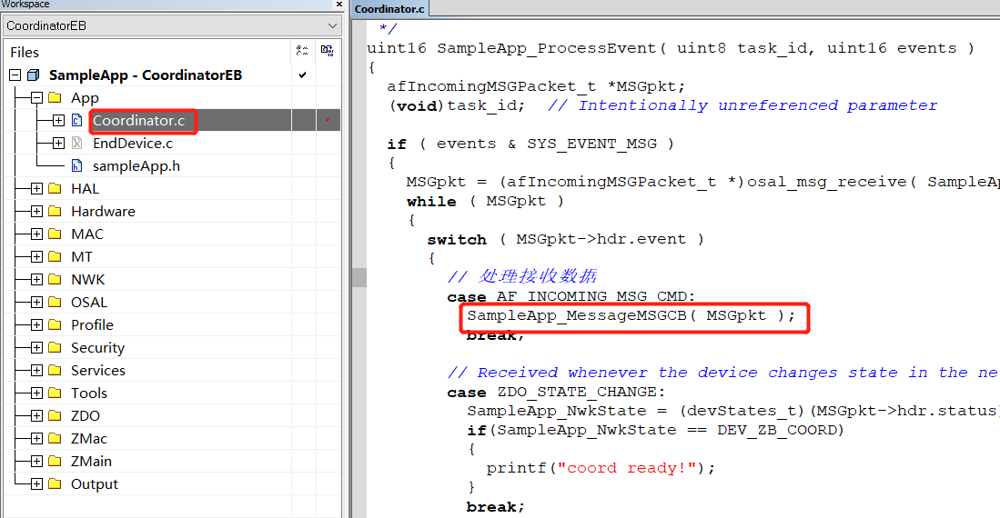 Workspace
CoordinatorEB
Files
SampleApp - CoordinatorEB
App
Coordinator.c
EndDevice.c
sampleApp.h
HAL
Hardware
MAC
MT
NWK
OSAL
Profile
Security
Services
Tools
ZDO
ZMac
ZMain
Output
Coordinator.c
*/
uint16 SampleApp_ProcessEvent( uint8 task_id, uint16 events )
{
afIncomingMSGPacket_t *MSGpkt;
(void)task_id;  // Intentionally unreferenced parameter
if ( events & SYS_EVENT_MSG )
{
MSGpkt = (afIncomingMSGPacket_t *)osal_msg_receive( SampleAp
while ( MSGpkt )
{
switch ( MSGpkt->hdr.event )
{
// 处理接收数据
case AF_INCOMING_MSG_CMD:
SampleApp_MessageMSGCB( MSGpkt );
break;
// Received whenever the device changes state in the ne
case ZDO_STATE_CHANGE:
SampleApp_NwkState = (devStates_t)(MSGpkt->hdr.status)
if(SampleApp_NwkState == DEV_ZB_COORD)
{
printf("coord ready!");
}
break;